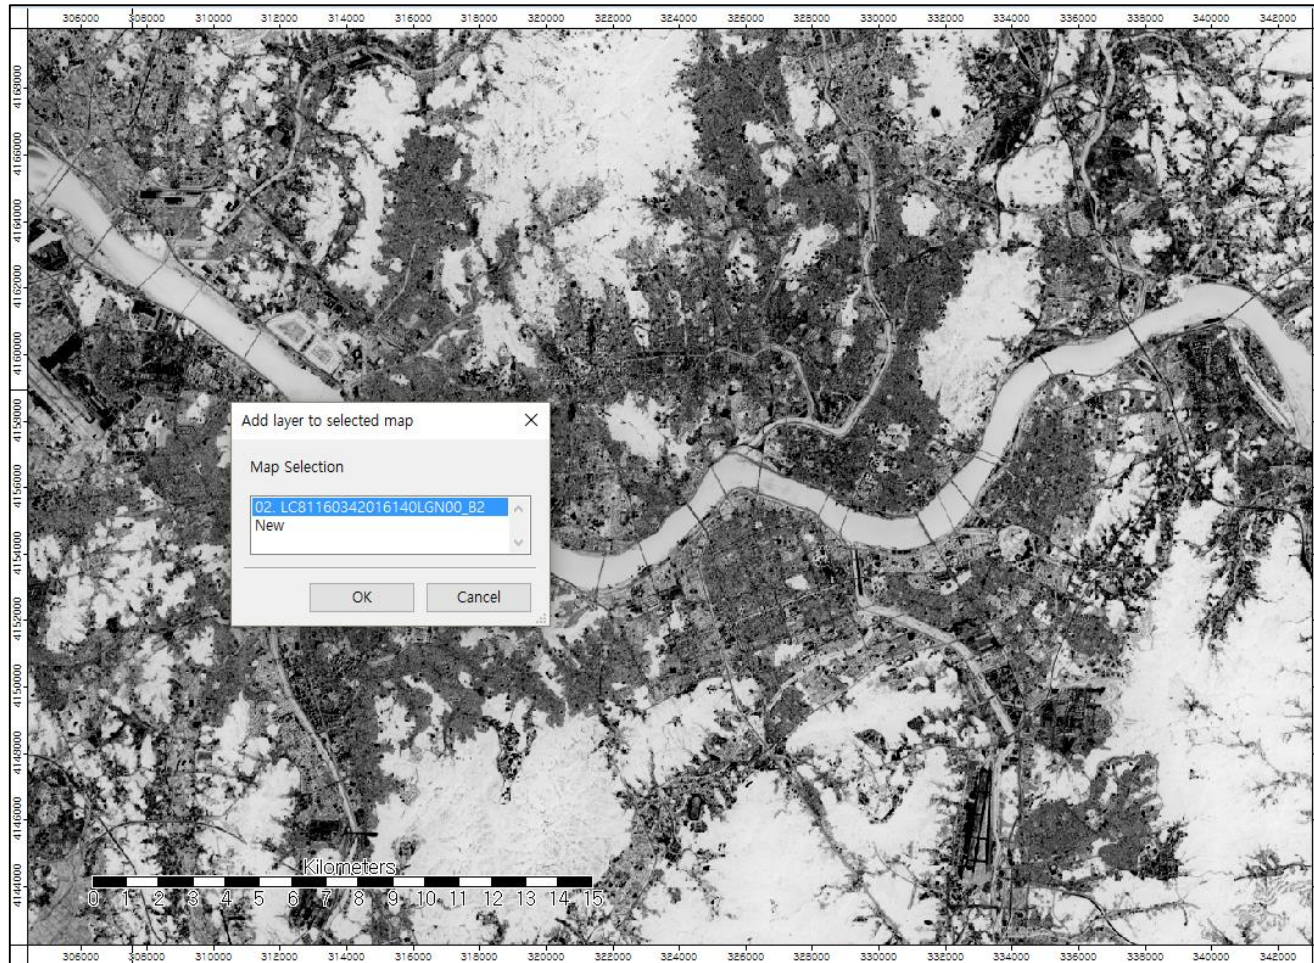 306000 308000 310000 312000 314000 316000 318000 320000 322000 324000 326000 328000 330000 332000 334000 336000 338000 340000 342000
4168000
4166000
4164000
4162000
4160000
4158000
4156000
4154000
4152000
4150000
4148000
4146000
4144000
Add layer to selected map
Map Selection
02. LC81160342016140LGN00_B2
New
OK Cancel
Kilometers
0 1 2 3 4 5 6 7 8 9 10 11 12 13 14 15
306000 308000 310000 312000 314000 316000 318000 320000 322000 324000 326000 328000 330000 332000 334000 336000 338000 340000 342000